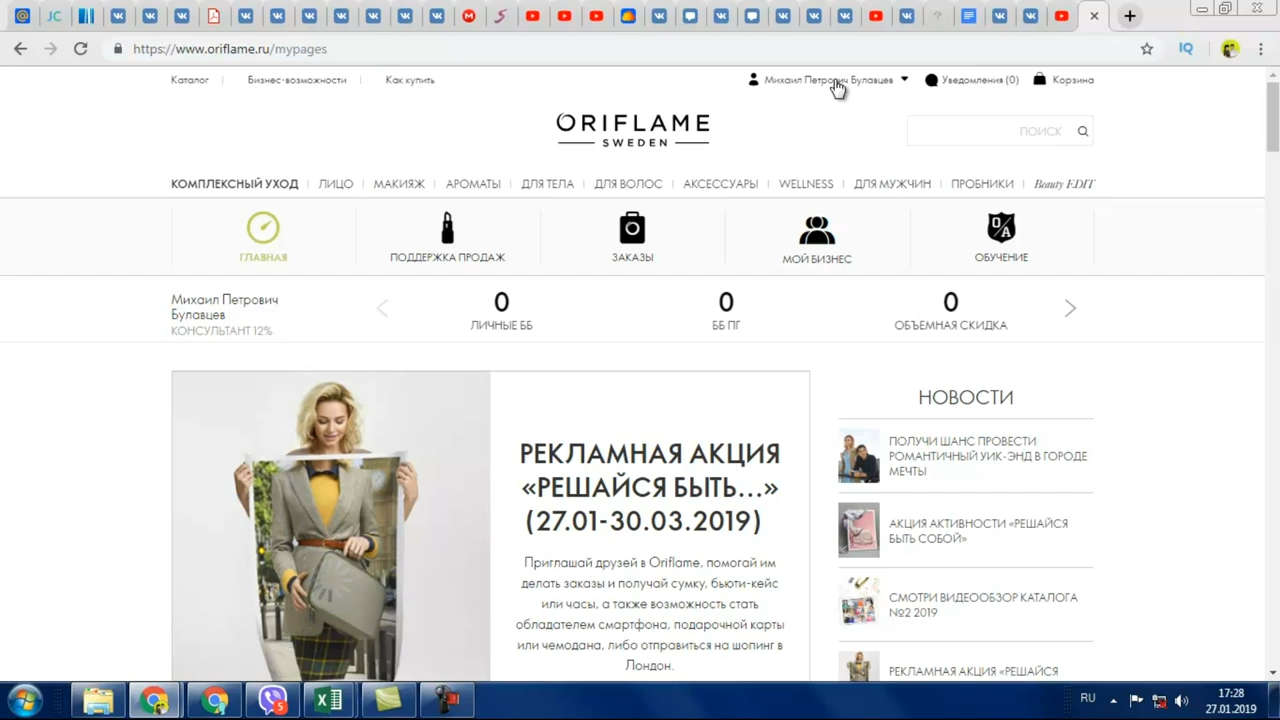 https://www.oriflame.ru/mypages
Каталог
Бизнес-возможности
Как купить
Михаил Петрович Булавцев
Уведомления (0)
Корзина
ORIFLAME
SWEDEN
ПОИСК
КОМПЛЕКСНЫЙ УХОД
ЛИЦО
МАКИЯЖ
АРОМАТЫ
ДЛЯ ТЕЛА
ДЛЯ ВОЛОС
АКСЕССУАРЫ
WELLNESS
ДЛЯ МУЖЧИН
ПРОБНИКИ
Beauty EDIT
ГЛАВНАЯ
ПОДДЕРЖКА ПРОДАЖ
ЗАКАЗЫ
МОЙ БИЗНЕС
ОБУЧЕНИЕ
Михаил Петрович
Булавцев
КОНСУЛЬТАНТ 12%
0
ЛИЧНЫЕ ББ
0
ББ ПГ
0
ОБЪЕМНАЯ СКИДКА
РЕКЛАМНАЯ АКЦИЯ
«РЕШАЙСЯ БЫТЬ...»
(27.01-30.03.2019)
Приглашай друзей в Oriflame, помогай им
делать заказы и получай сумку, бьюти-кейс
или часы, а также возможность стать
обладателем смартфона, подарочной карты
или чемодана, либо отправиться на шопинг в
Лондон.
НОВОСТИ
ПОЛУЧИ ШАНС ПРОВЕСТИ
РОМАНТИЧНЫЙ УИК-ЭНД В ГОРОДЕ
МЕЧТЫ
АКЦИЯ АКТИВНОСТИ «РЕШАЙСЯ
БЫТЬ СОБОЙ»
СМОТРИ ВИДЕООБЗОР КАТАЛОГА
№2 2019
РЕКЛАМНАЯ АКЦИЯ «РЕШАЙСЯ
RU
17:28
27.01.2019